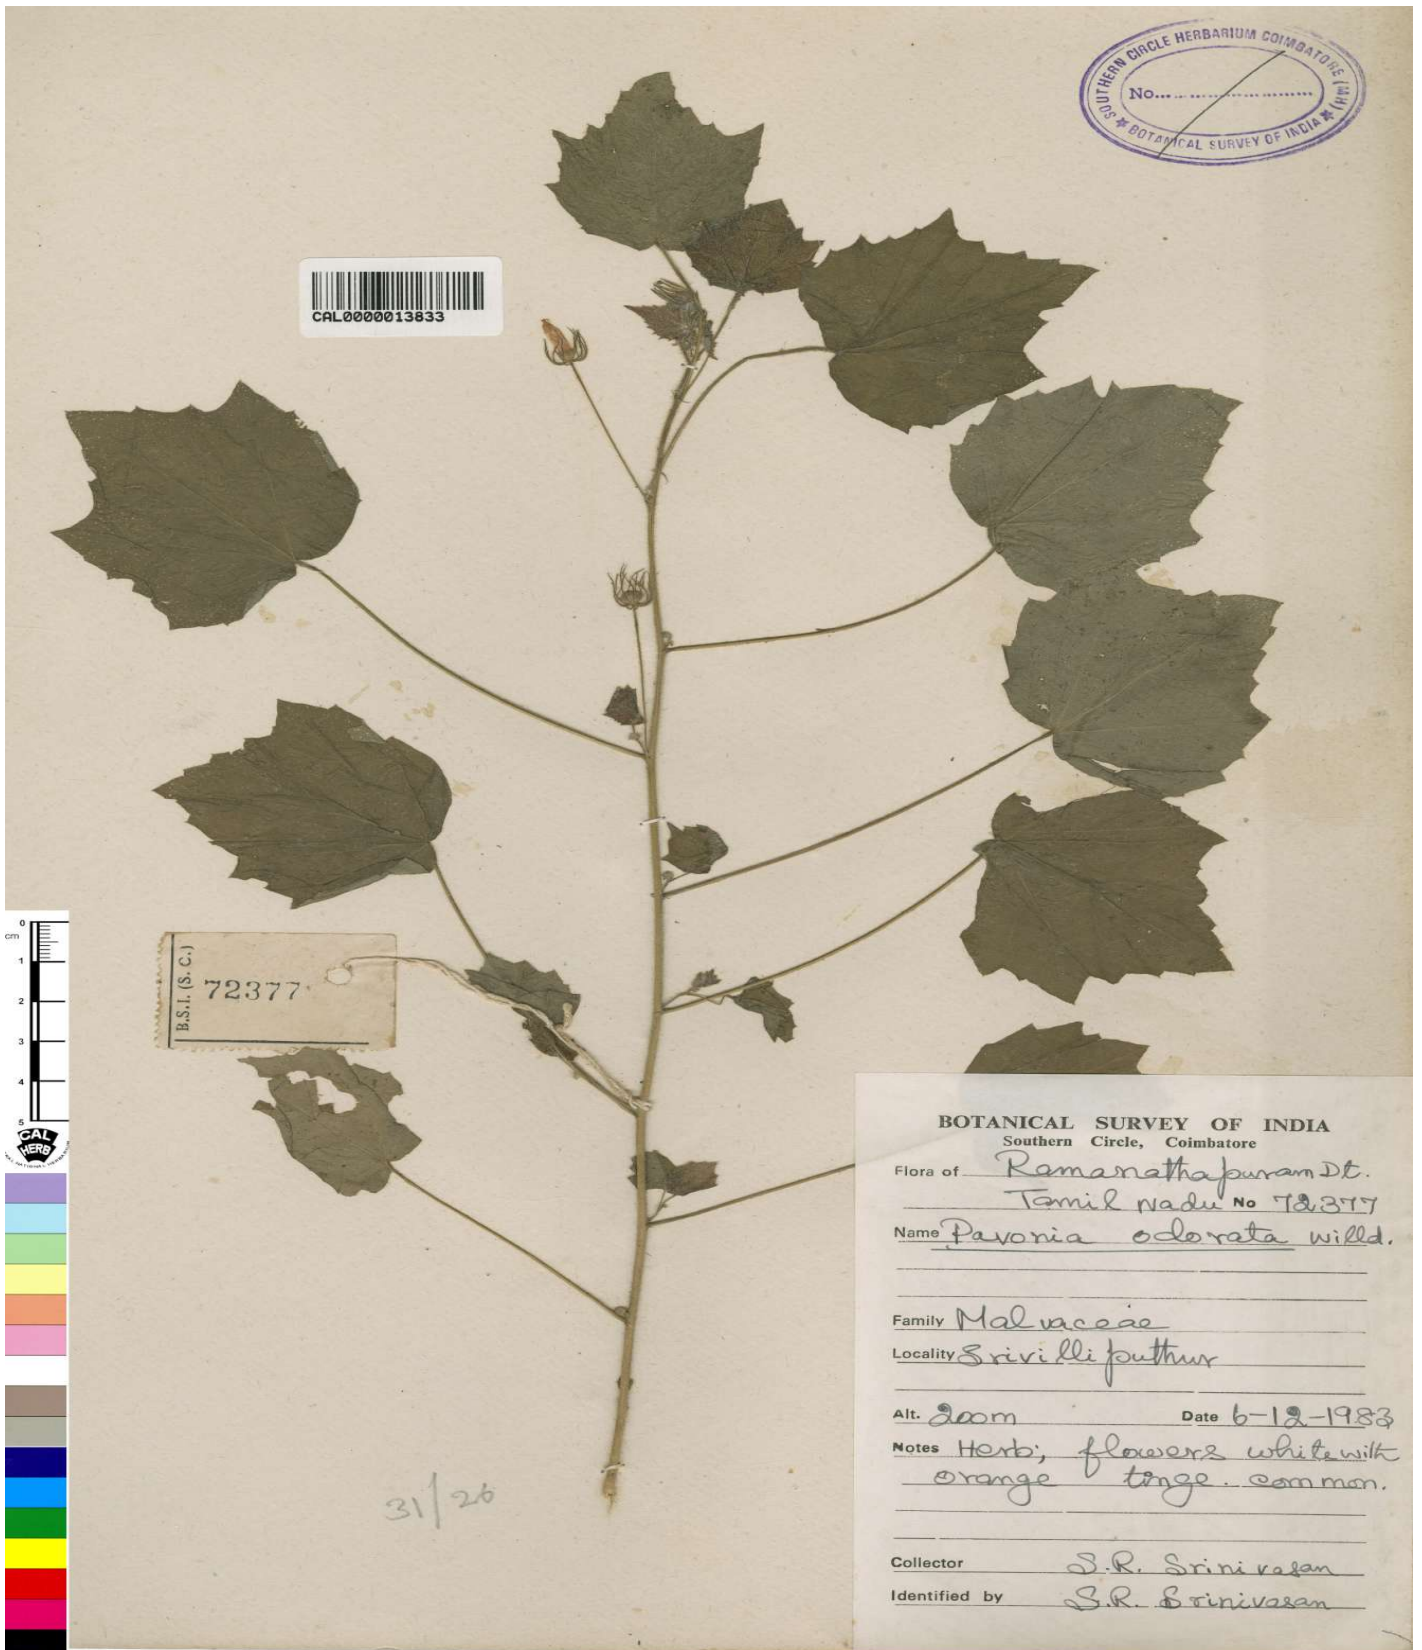 SOUTHERN CIRCLE HERBARIUM COIMBATORE (MH)
No.
BOTANICAL SURVEY OF INDIA
CAL0000013833
B.S.I. (S. C.)
72377
0
cm
1
2
3
4
5
CAL
HERB
BOTANICAL SURVEY OF INDIA
Southern Circle, Coimbatore
Flora of Ramanathapuram Dt.
Tamil Nadu No 72377
Name Pavonia odorata Willd.
Family Malvaceae
Locality Srivilliputhur
Alt. 200m Date 6-12-1983
Notes Herb; flowers white with
orange tinge. common.
Collector S.R. Srinivasan
Identified by S.R. Srinivasan
31/26